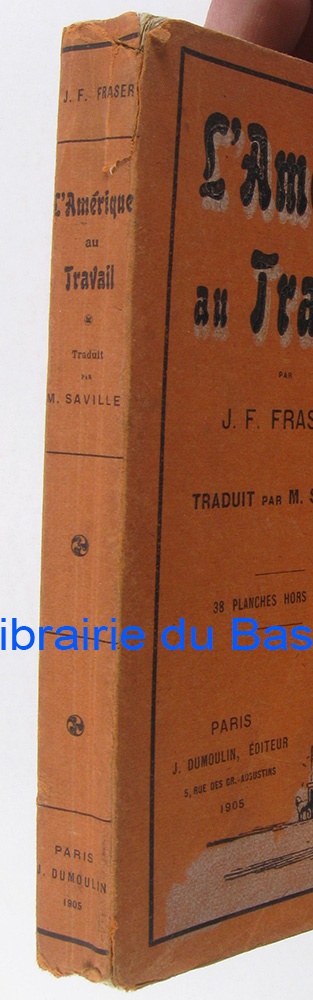 J. F. FRASER
L'Amérique
au
Travail
Traduit
PAR
M. SAVILLE
PARIS
J. DUMOULIN
1905
L'Am
au Tra
PAR
J. F. FRAS
TRADUIT PAR M. S
38 PLANCHES HORS
PARIS
J. DUMOULIN, ÉDITEUR
5, RUE DES GR.-AUGUSTINS
1905
ibrairie du Bas